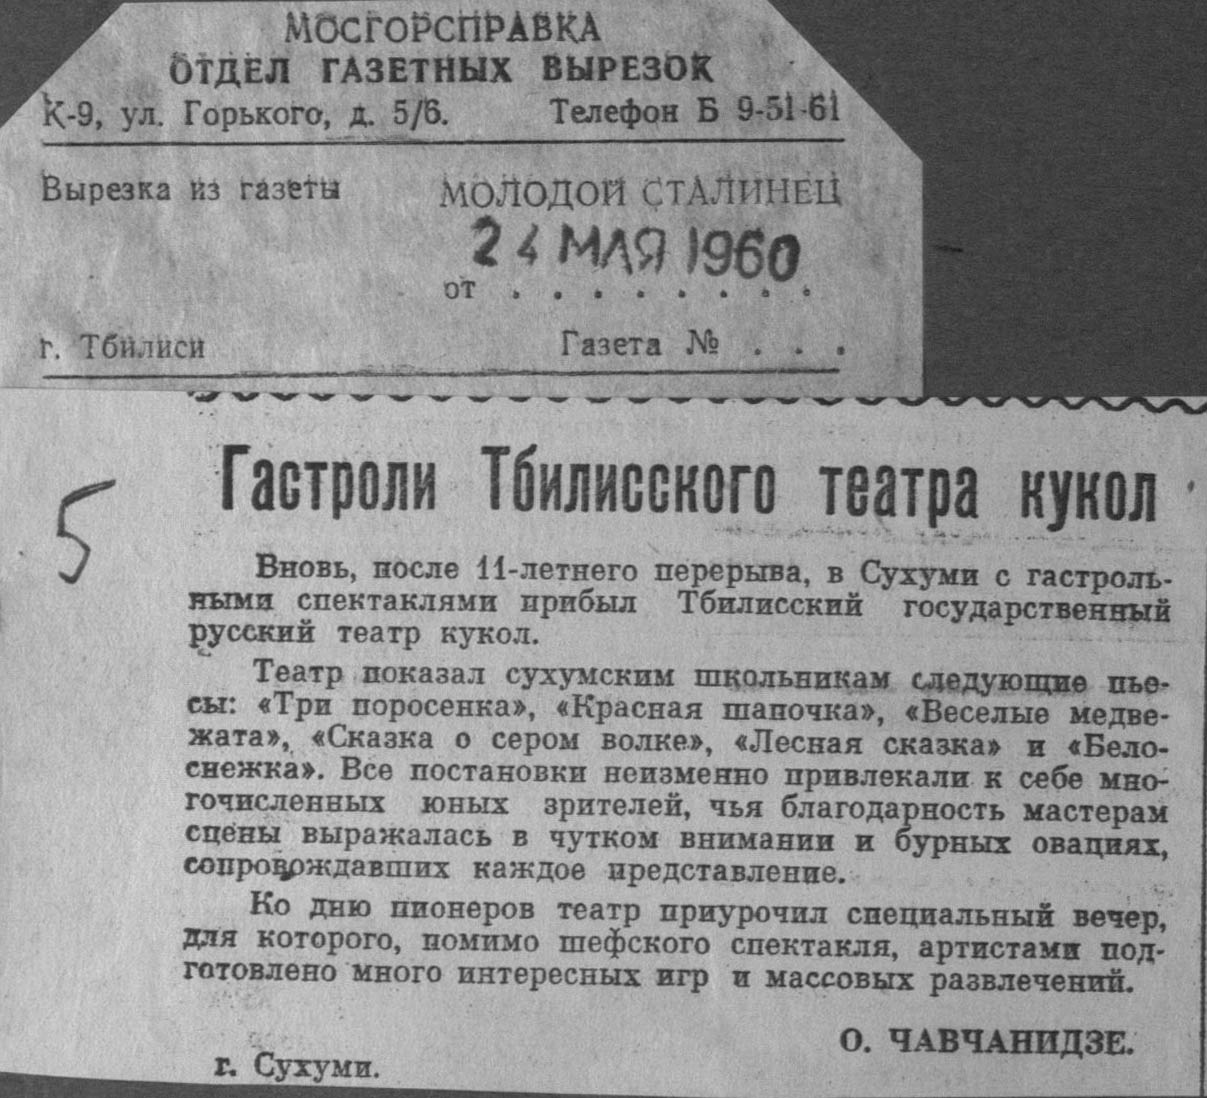 МОСГОРСПРАВКА
ОТДЕЛ ГАЗЕТНЫХ ВЫРЕЗОК
К-9, ул. Горького, д. 5/6. Телефон Б 9-51-61
Вырезка из газеты МОЛОДОЙ СТАЛИНЕЦ
24 МАЯ 1960
от . . . . . . . .
г. Тбилиси Газета № . . .
5
Гастроли Тбилисского театра кукол
Вновь, после 11-летнего перерыва, в Сухуми с гастроль-
ными спектаклями прибыл Тбилисский государственный
русский театр кукол.
Театр показал сухумским школьникам следующие пье-
сы: «Три поросенка», «Красная шапочка», «Веселые медве-
жата», «Сказка о сером волке», «Лесная сказка» и «Бело-
снежка». Все постановки неизменно привлекали к себе мно-
гочисленных юных зрителей, чья благодарность мастерам
сцены выражалась в чутком внимании и бурных овациях,
сопровождавших каждое представление.
Ко дню пионеров театр приурочил специальный вечер,
для которого, помимо шефского спектакля, артистами под-
готовлено много интересных игр и массовых развлечений.
О. ЧАВЧАНИДЗЕ.
г. Сухуми.